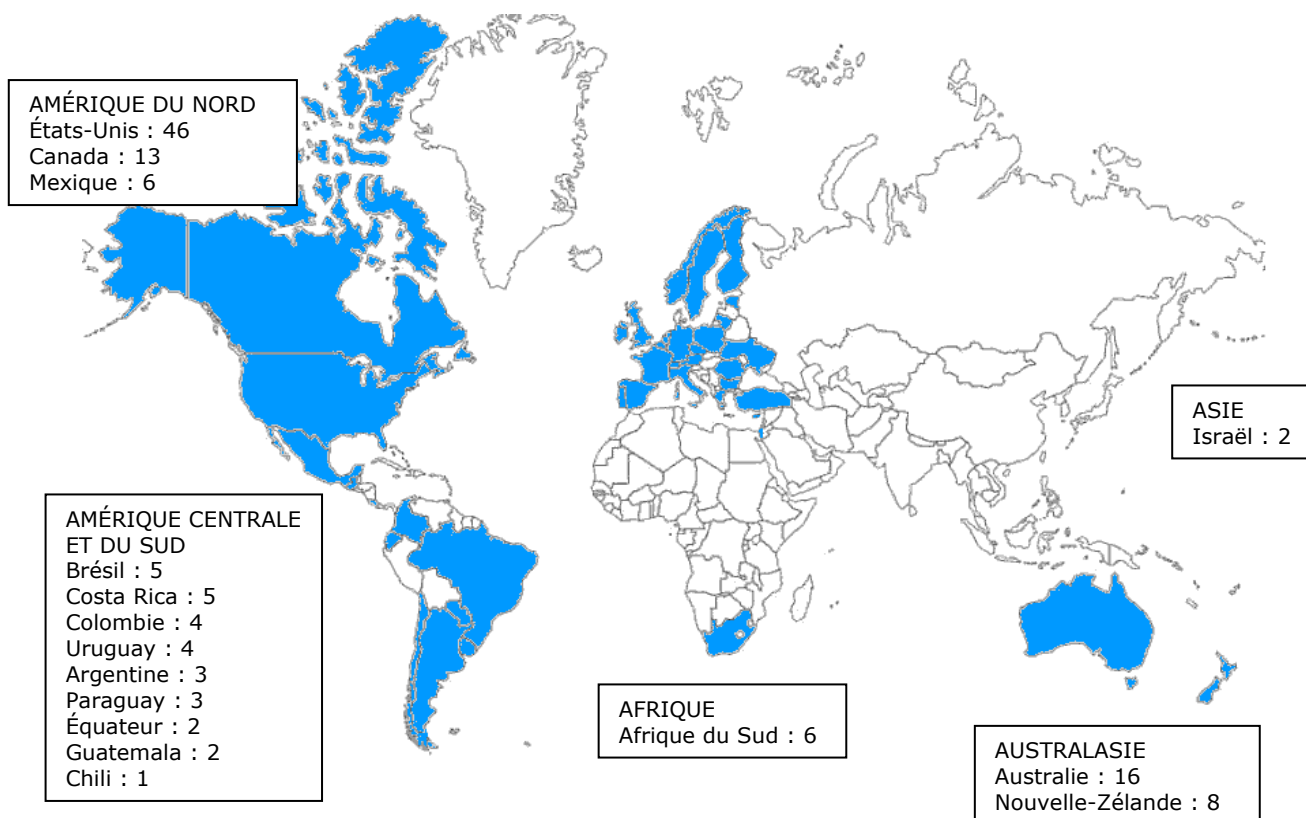 AMÉRIQUE DU NORD
États-Unis : 46
Canada : 13
Mexique : 6
ASIE
Israël : 2
AMÉRIQUE CENTRALE
ET DU SUD
Brésil : 5
Costa Rica : 5
Colombie : 4
Uruguay : 4
Argentine : 3
Paraguay : 3
Équateur : 2
Guatemala : 2
Chili : 1
AFRIQUE
Afrique du Sud : 6
AUSTRALASIE
Australie : 16
Nouvelle-Zélande : 8